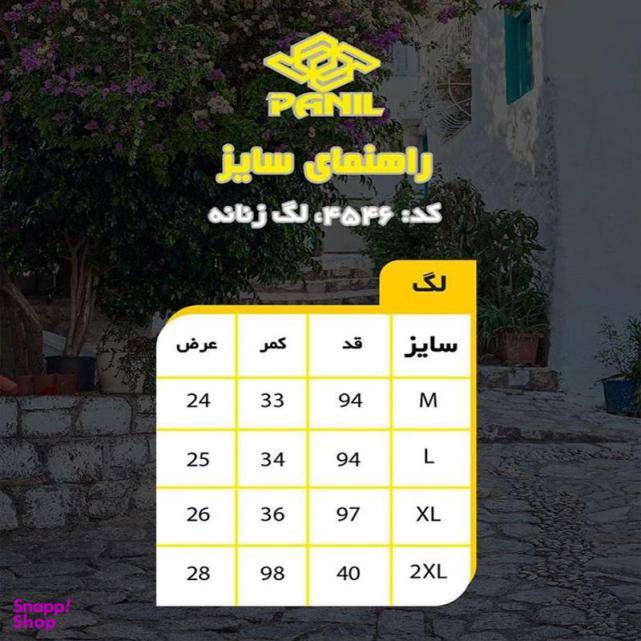 PANIL
راهنمای سایز
کد: ۴۵۴۶، لگ زنانه
لگ
سایز قد کمر عرض
M 94 33 24
L 94 34 25
XL 97 36 26
2XL 40 98 28
Snapp!
Shop